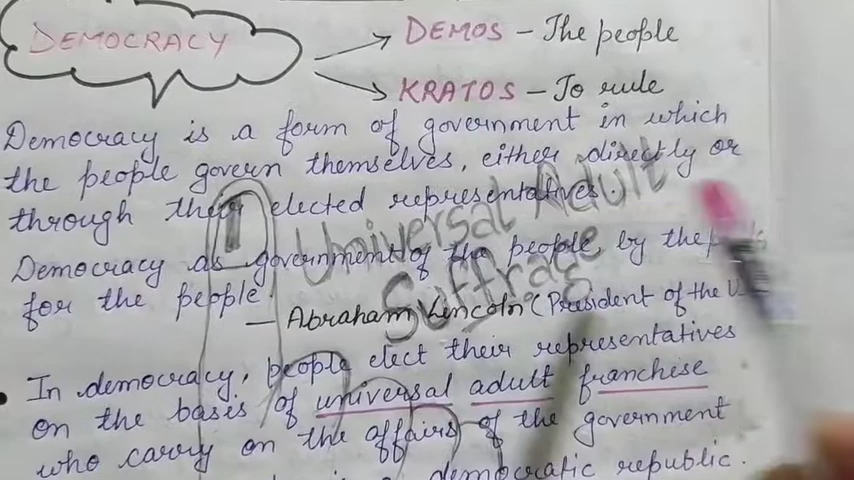 DEMOCRACY
DEMOS - The people
KRATOS - To rule
Democracy is a form of government in which
the people govern themselves, either directly or
through their elected representatives.
Universal Adult
Suffrage
Democracy as government of the people, by the
for the people.
- Abraham Lincoln (President of the U
• In democracy, people elect their representatives
on the bases of universal adult franchise
who carry on the affairs of the government
democratic republic.